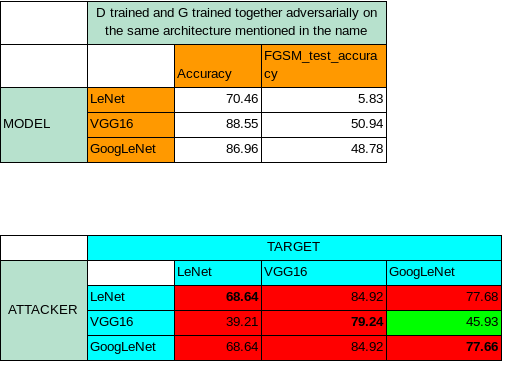 D trained and G trained together adversarially on
the same architecture mentioned in the name
Accuracy FGSM_test_accura
cy
MODEL
LeNet 70.46 5.83
VGG16 88.55 50.94
GoogLeNet 86.96 48.78
TARGET
LeNet VGG16 GoogLeNet
ATTACKER
LeNet 68.64 84.92 77.68
VGG16 39.21 79.24 45.93
GoogLeNet 68.64 84.92 77.66